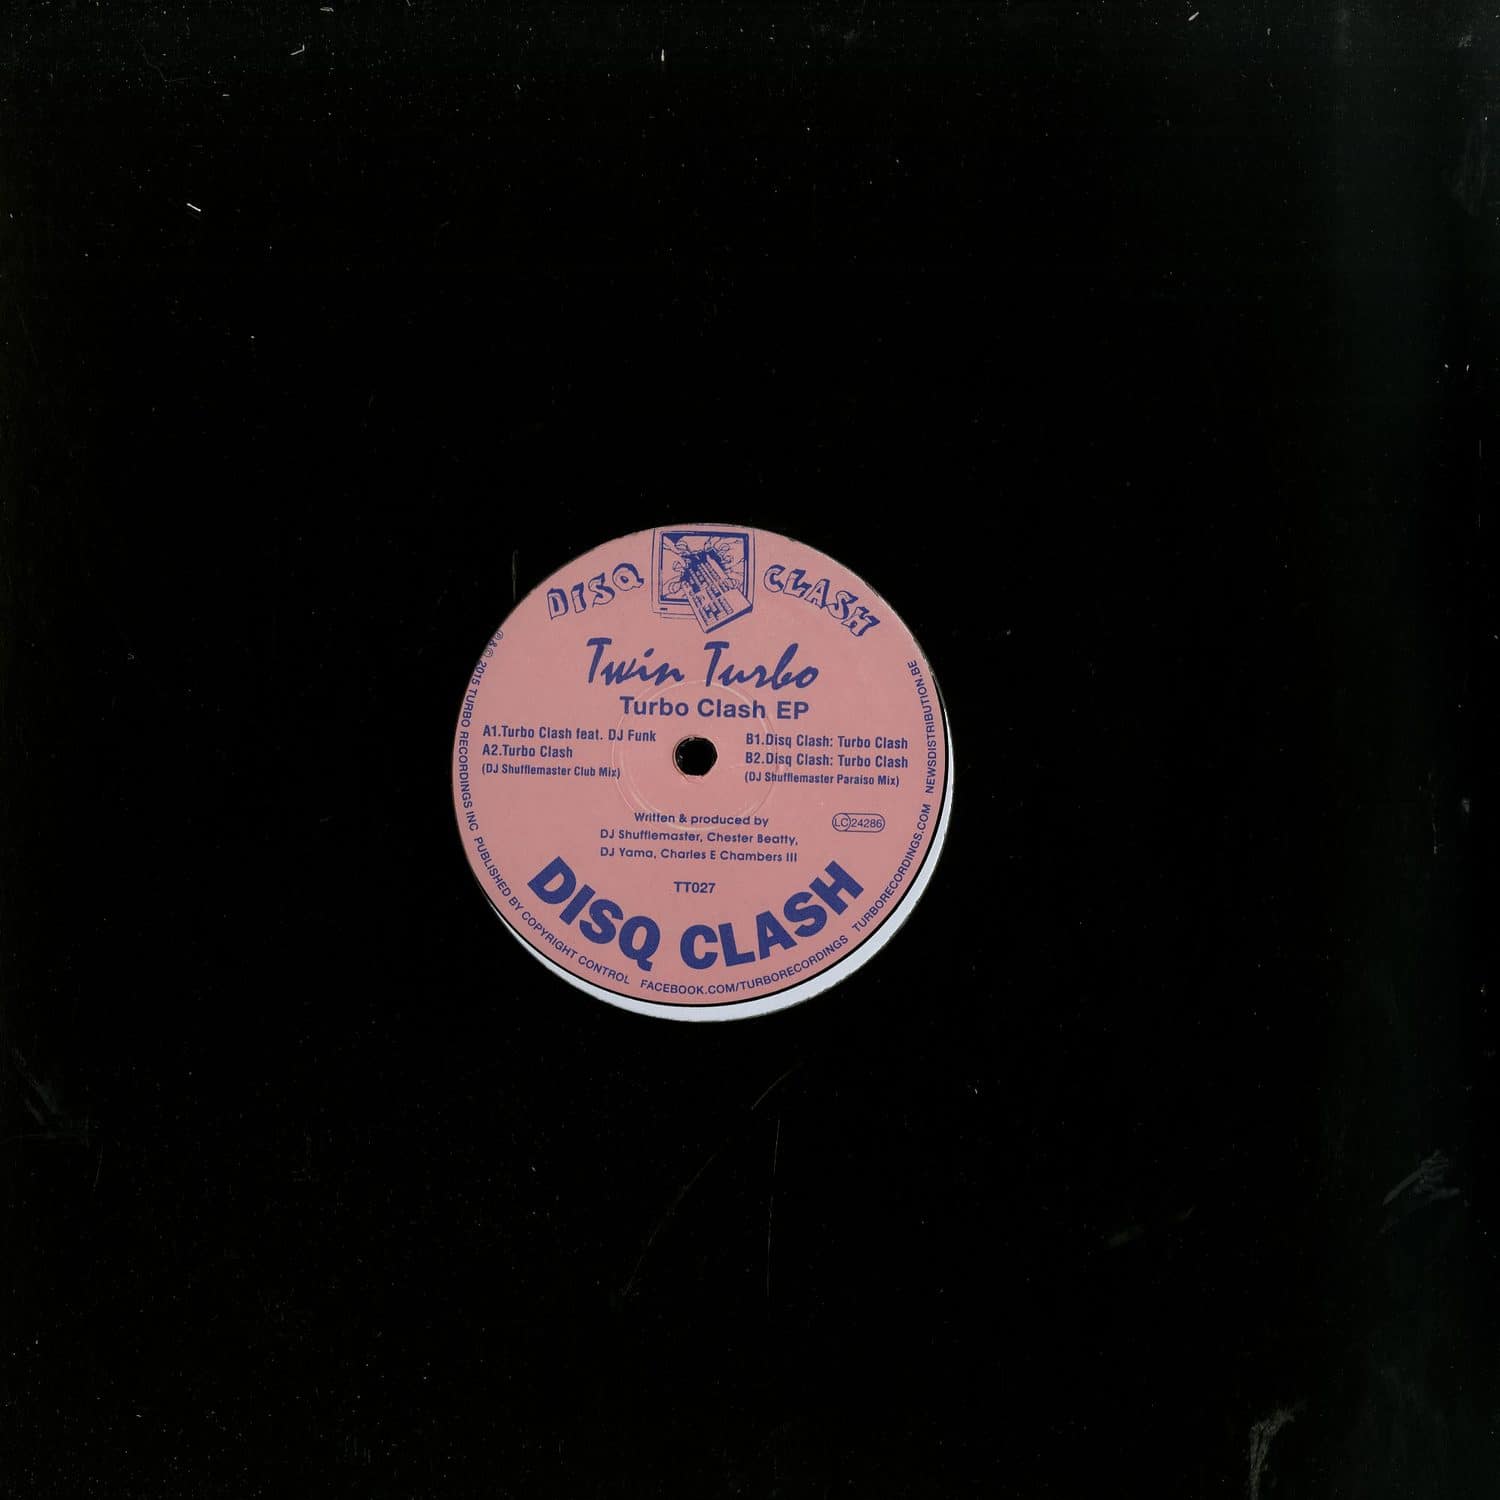 DISQ CLASH
Twin Turbo
Turbo Clash EP
A1.Turbo Clash feat. DJ Funk
A2.Turbo Clash
(DJ Shufflemaster Club Mix)
B1.Disq Clash: Turbo Clash
B2.Disq Clash: Turbo Clash
(DJ Shufflemaster Paraiso Mix)
Written & produced by
DJ Shufflemaster, Chester Beatty,
DJ Yama, Charles E Chambers III
LC 24286
TT027
DISQ CLASH
℗&© 2015 TURBO RECORDINGS INC PUBLISHED BY COPYRIGHT CONTROL FACEBOOK.COM/TURBORECORDINGS TURBORECORDINGS.COM NEWSDISTRIBUTION.BE